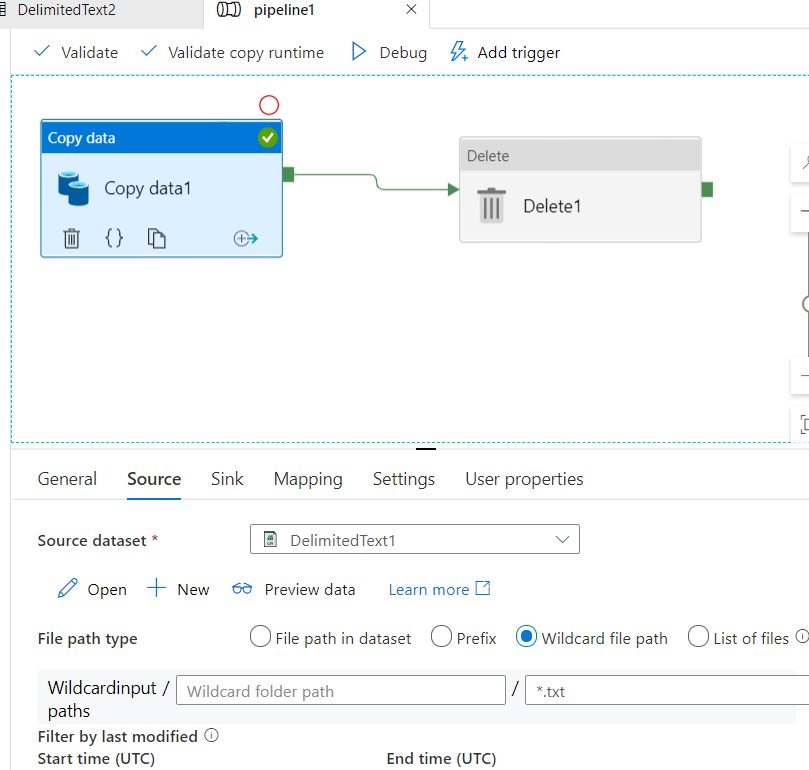 DelimitedText2 pipeline1
Validate Validate copy runtime Debug Add trigger
Copy data
Copy data1
Delete
Delete1
General Source Sink Mapping Settings User properties
Source dataset * DelimitedText1
Open New Preview data Learn more
File path type File path in dataset Prefix Wildcard file path List of files
Wildcard paths input / Wildcard folder path / *.txt
Filter by last modified
Start time (UTC) End time (UTC)